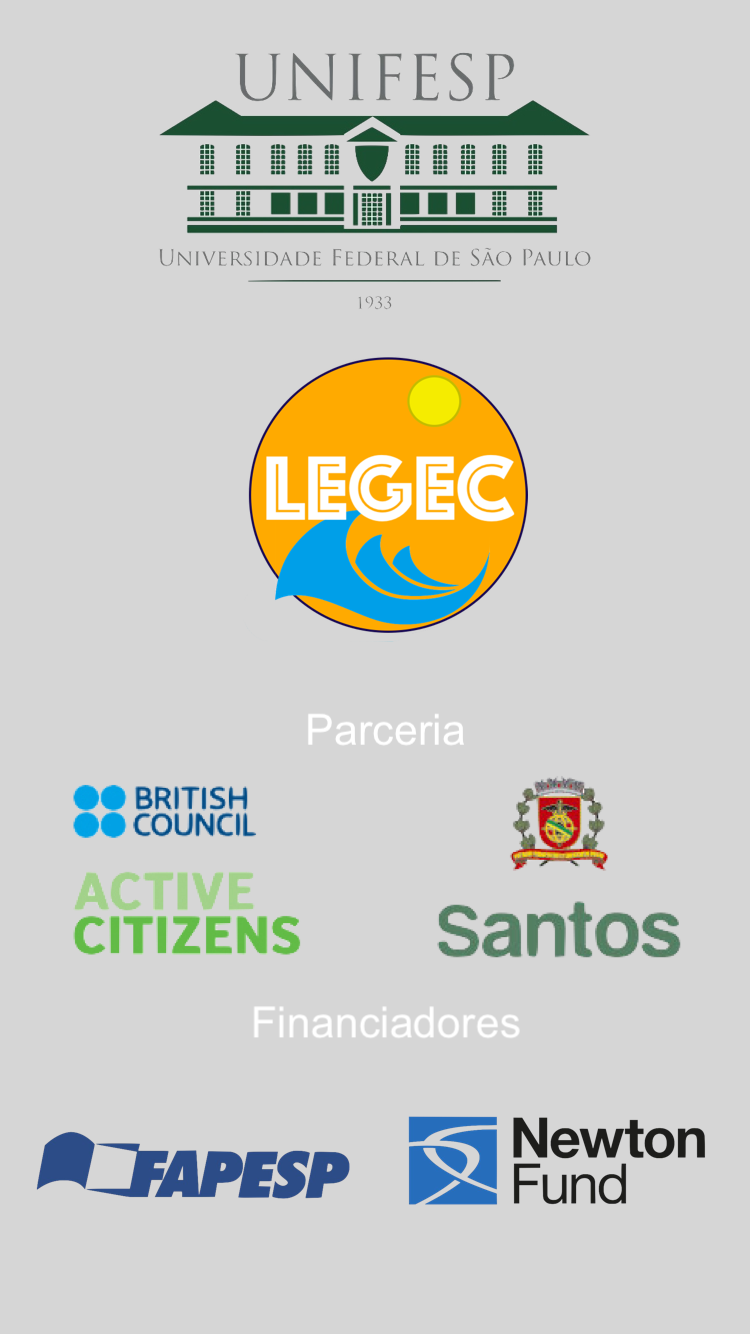 UNIFESP
UNIVERSIDADE FEDERAL DE SÃO PAULO
1933
LEGEC
Parceria
BRITISH
COUNCIL
ACTIVE
CITIZENS
Santos
Financiadores
FAPESP
Newton
Fund